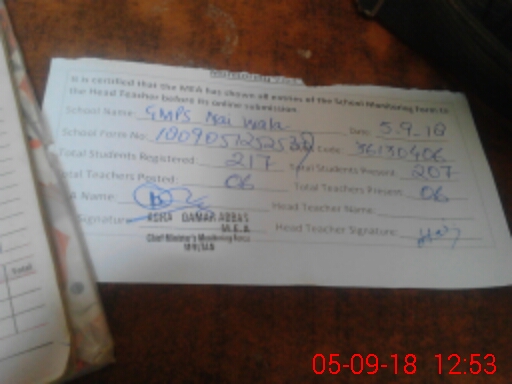 It is certified that the MEA has shown all entries of the School Monitoring Form to
the Head Teacher before its online submission.
School Name: GMPS Wala Date: 5-9-18
School Form No: Code: 36130406
Total Students Registered: 217 Total Students Present: 207
Total Teachers Posted: 06 Total Teachers Present: 06
Name: Head Teacher Name:
Signature: QAMAR ABBAS Head Teacher Signature:
M.E.A
Chief Minister's Monitoring Force
MULTAN
Total
05-09-18 12:53